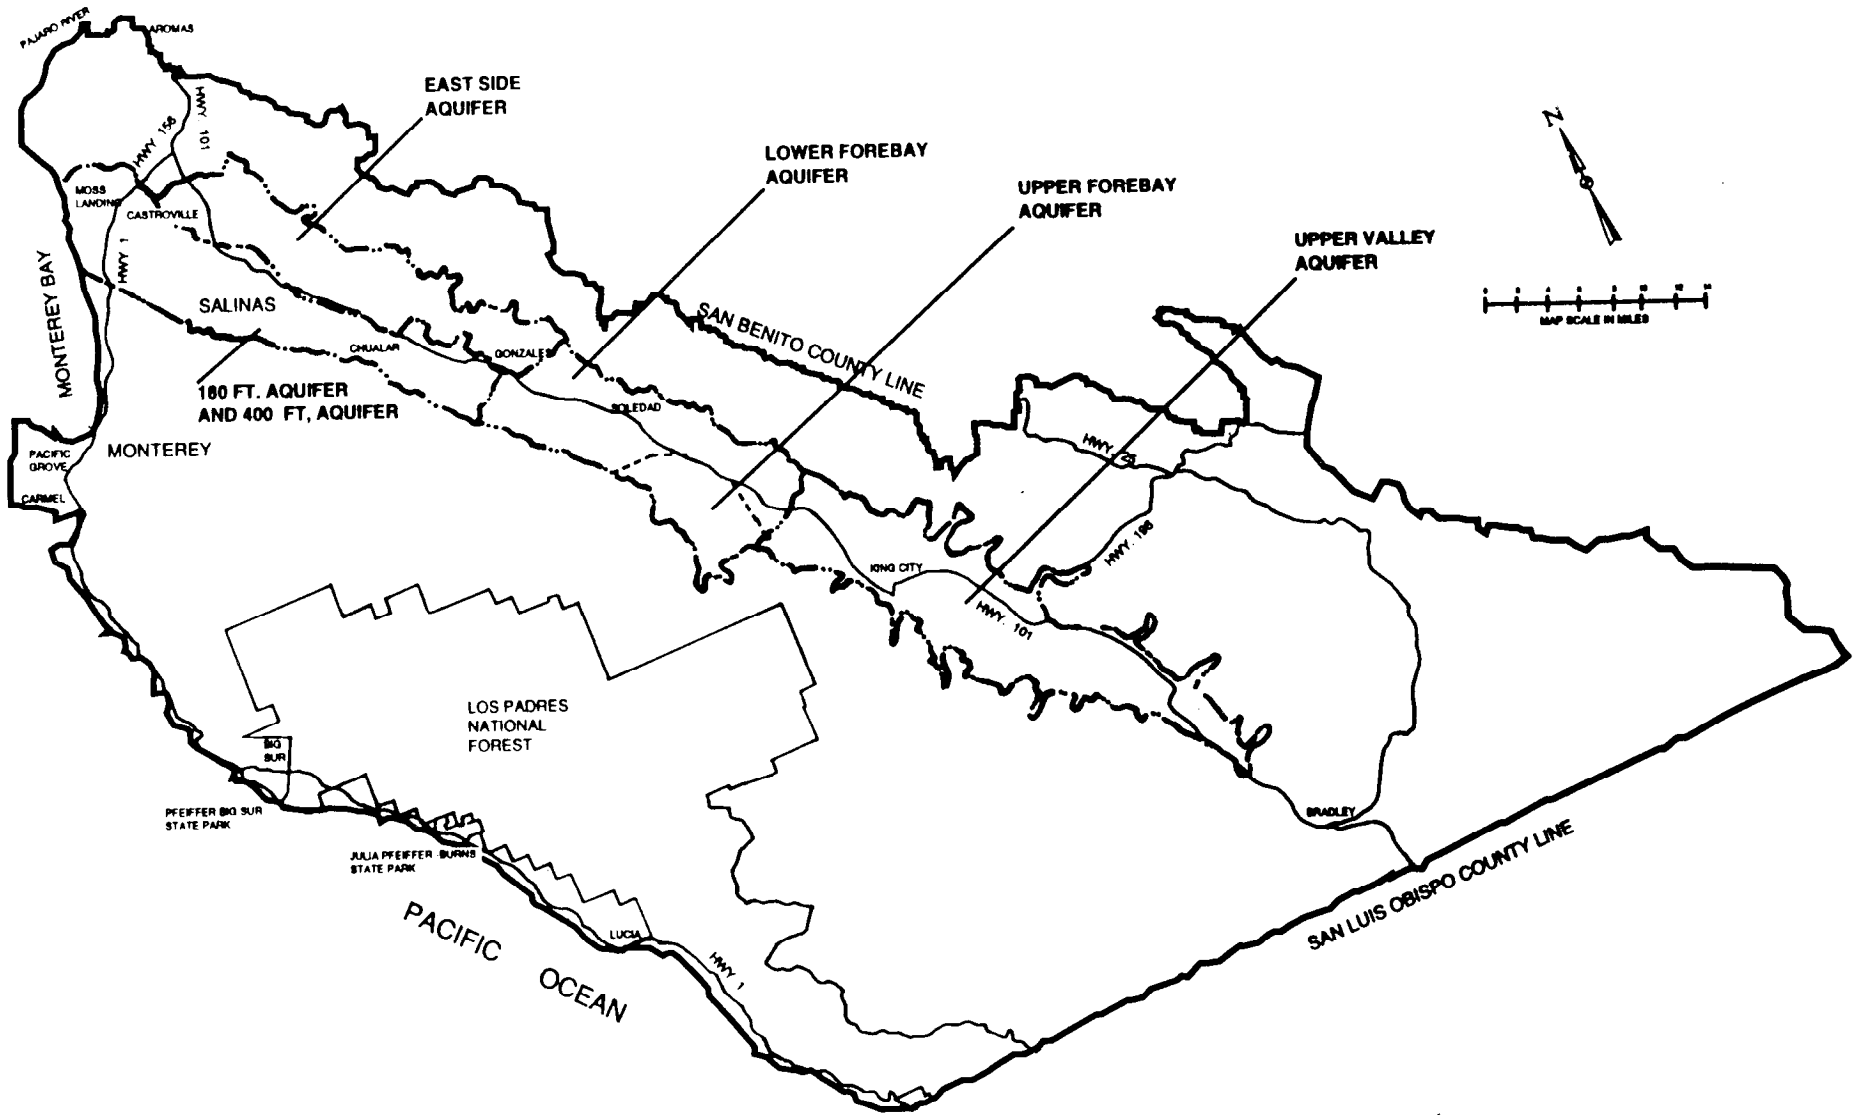 PAJARO RIVER
AROMAS
HWY. 101
HWY 156
EAST SIDE
AQUIFER
LOWER FOREBAY
AQUIFER
UPPER FOREBAY
AQUIFER
UPPER VALLEY
AQUIFER
N
MAP SCALE IN MILES
MOSS
LANDING
CASTROVILLE
HWY 1
MONTEREY BAY
SALINAS
SAN BENITO COUNTY LINE
CHUALAR
GONZALES
180 FT. AQUIFER
AND 400 FT, AQUIFER
SOLEDAD
MONTEREY
PACIFIC
GROVE
CARMEL
HWY.
HWY. 198
KING CITY
HWY. 101
LOS PADRES
NATIONAL
FOREST
BIG
SUR
PFEIFFER BIG SUR
STATE PARK
BRADLEY
JULIA PFEIFFER-BURNS
STATE PARK
SAN LUIS OBISPO COUNTY LINE
PACIFIC OCEAN
LUCIA
HWY 1